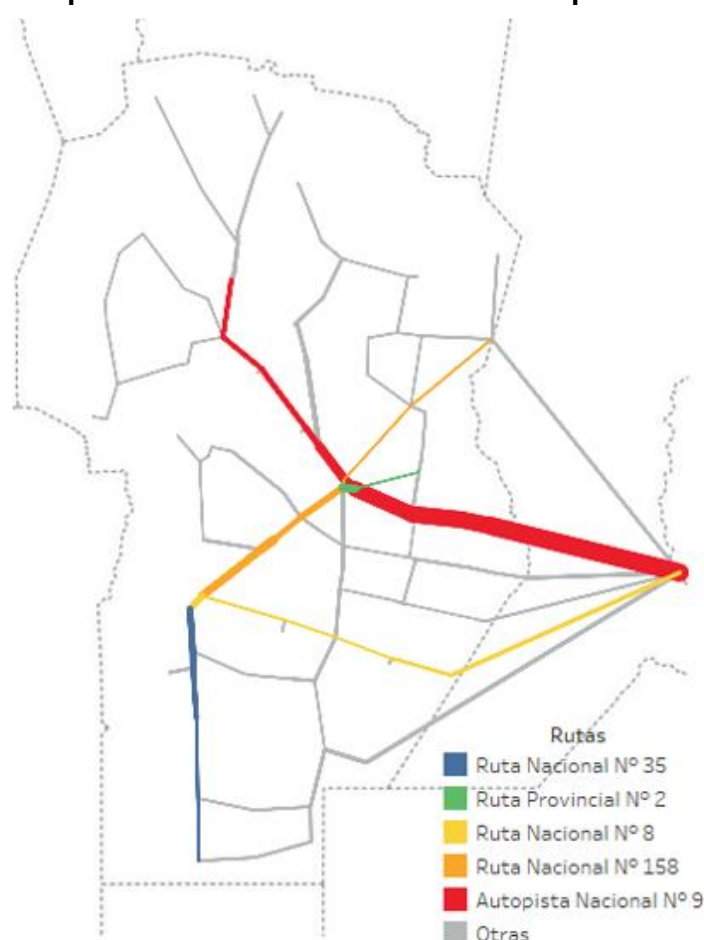 Rutas
Ruta Nacional Nº 35
Ruta Provincial Nº 2
Ruta Nacional Nº 8
Ruta Nacional Nº 158
Autopista Nacional Nº 9
Otras